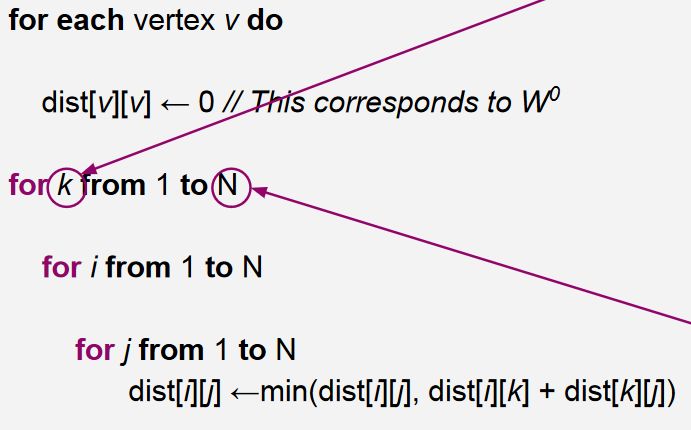 for each vertex v do
dist[v][v] ← 0 // This corresponds to W⁰
for k from 1 to N
for i from 1 to N
for j from 1 to N
dist[i][j] ←min(dist[i][j], dist[i][k] + dist[k][j])